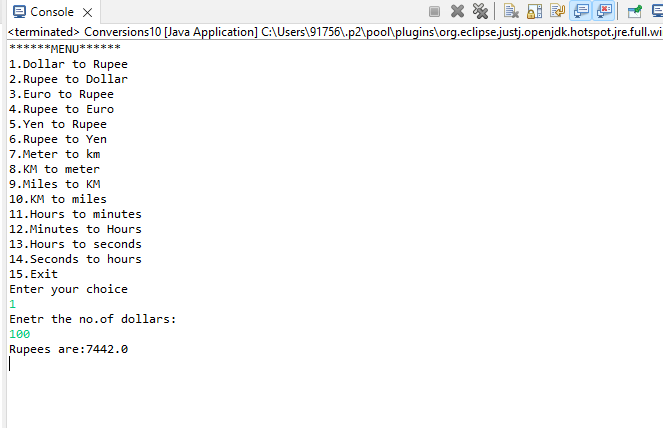 Console
<terminated> Conversions10 [Java Application] C:\Users\91756\.p2\pool\plugins\org.eclipse.justj.openjdk.hotspot.jre.full.wi
******MENU******
1.Dollar to Rupee
2.Rupee to Dollar
3.Euro to Rupee
4.Rupee to Euro
5.Yen to Rupee
6.Rupee to Yen
7.Meter to km
8.KM to meter
9.Miles to KM
10.KM to miles
11.Hours to minutes
12.Minutes to Hours
13.Hours to seconds
14.Seconds to hours
15.Exit
Enter your choice
1
Enetr the no.of dollars:
100
Rupees are:7442.0